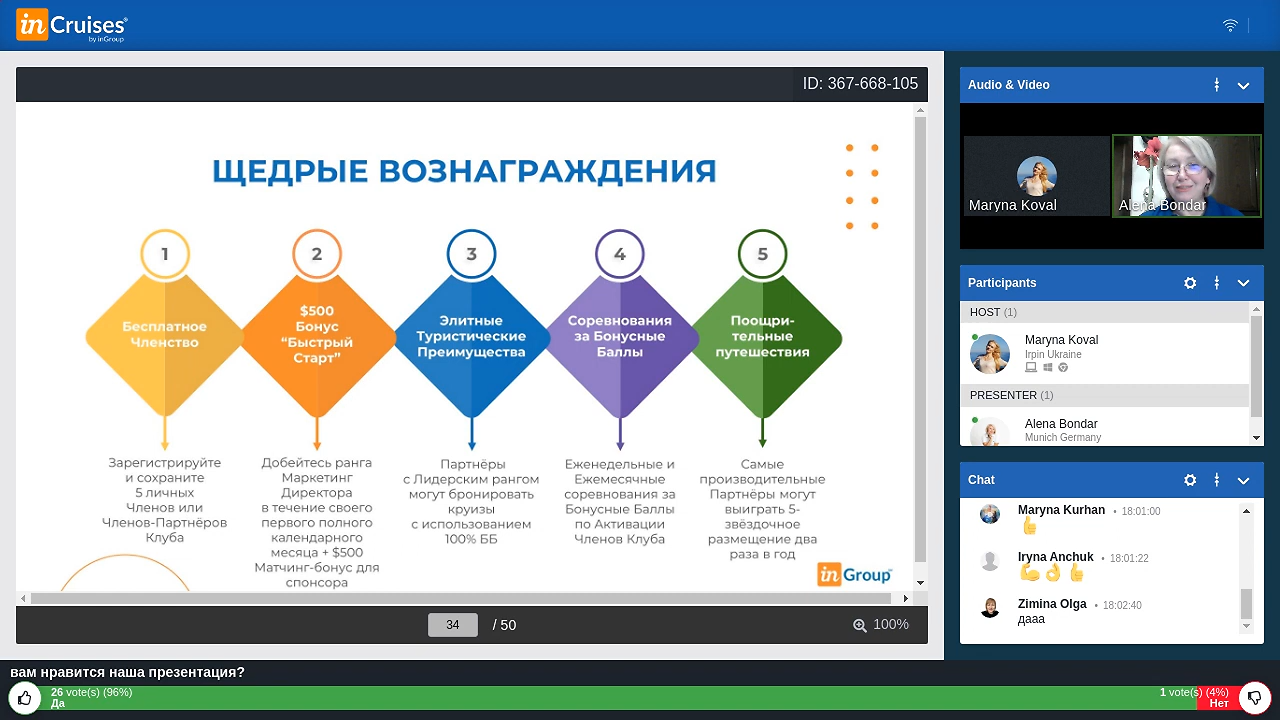 in Cruises®
by inGroup
ID: 367-668-105
ЩЕДРЫЕ ВОЗНАГРАЖДЕНИЯ
1
Бесплатное
Членство
Зарегистрируйте
и сохраните
5 личных
Членов или
Членов-Партнёров
Клуба
2
$500
Бонус
“Быстрый
Старт”
Добейтесь ранга
Маркетинг
Директора
в течение своего
первого полного
календарного
месяца + $500
Матчинг-бонус для
спонсора
3
Элитные
Туристические
Преимущества
Партнёры
с Лидерским рангом
могут бронировать
круизы
с использованием
100% ББ
4
Соревнования
за Бонусные
Баллы
Еженедельные и
Ежемесячные
соревнования за
Бонусные Баллы
по Активации
Членов Клуба
5
Поощри-
тельные
путешествия
Самые
производительные
Партнёры могут
выиграть 5-
звёздочное
размещение два
раза в год
in Group™
34 / 50
100%
Audio & Video
Maryna Koval
Alena Bondar
Participants
HOST (1)
Maryna Koval
Irpin Ukraine
PRESENTER (1)
Alena Bondar
Munich Germany
Chat
Maryna Kurhan • 18:01:00
👍
Iryna Anchuk • 18:01:22
💪👌👍
Zimina Olga • 18:02:40
дааа
вам нравится наша презентация?
26 vote(s) (96%)
Да
1 vote(s) (4%)
Нет